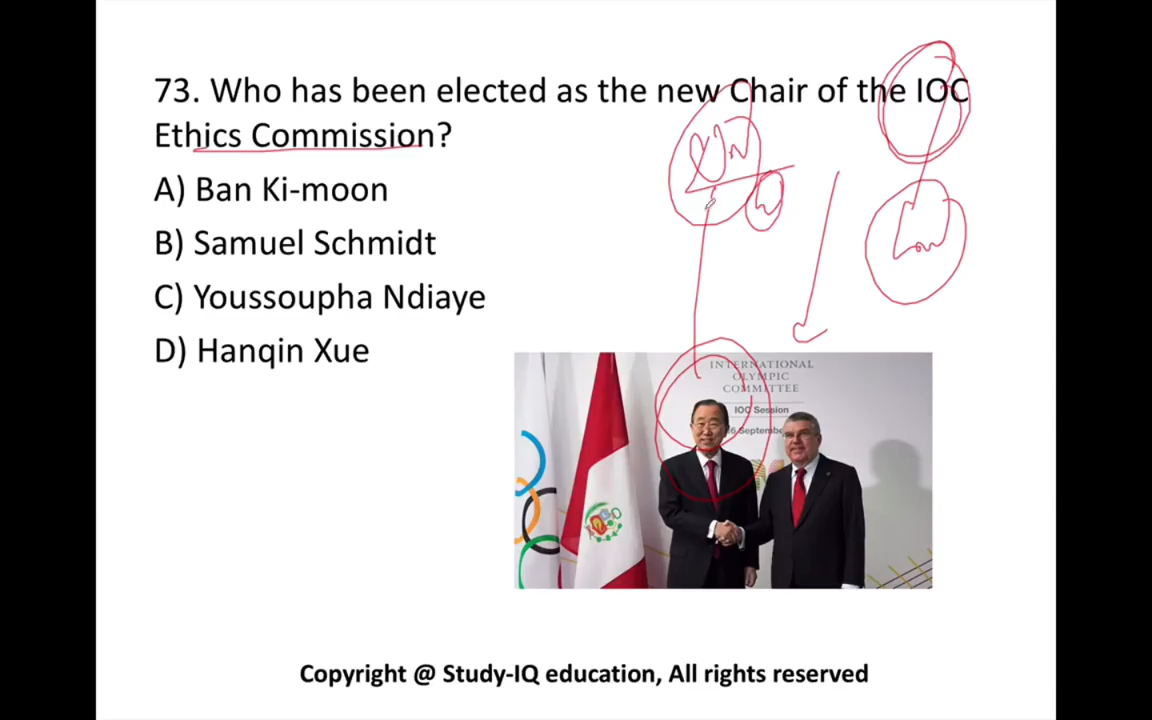 73. Who has been elected as the new Chair of the IOC
Ethics Commission?
A) Ban Ki-moon
B) Samuel Schmidt
C) Youssoupha Ndiaye
D) Hanqin Xue
INTERNATIONAL
OLYMPIC
COMMITTEE
IOC Session
Copyright @ Study-IQ education, All rights reserved